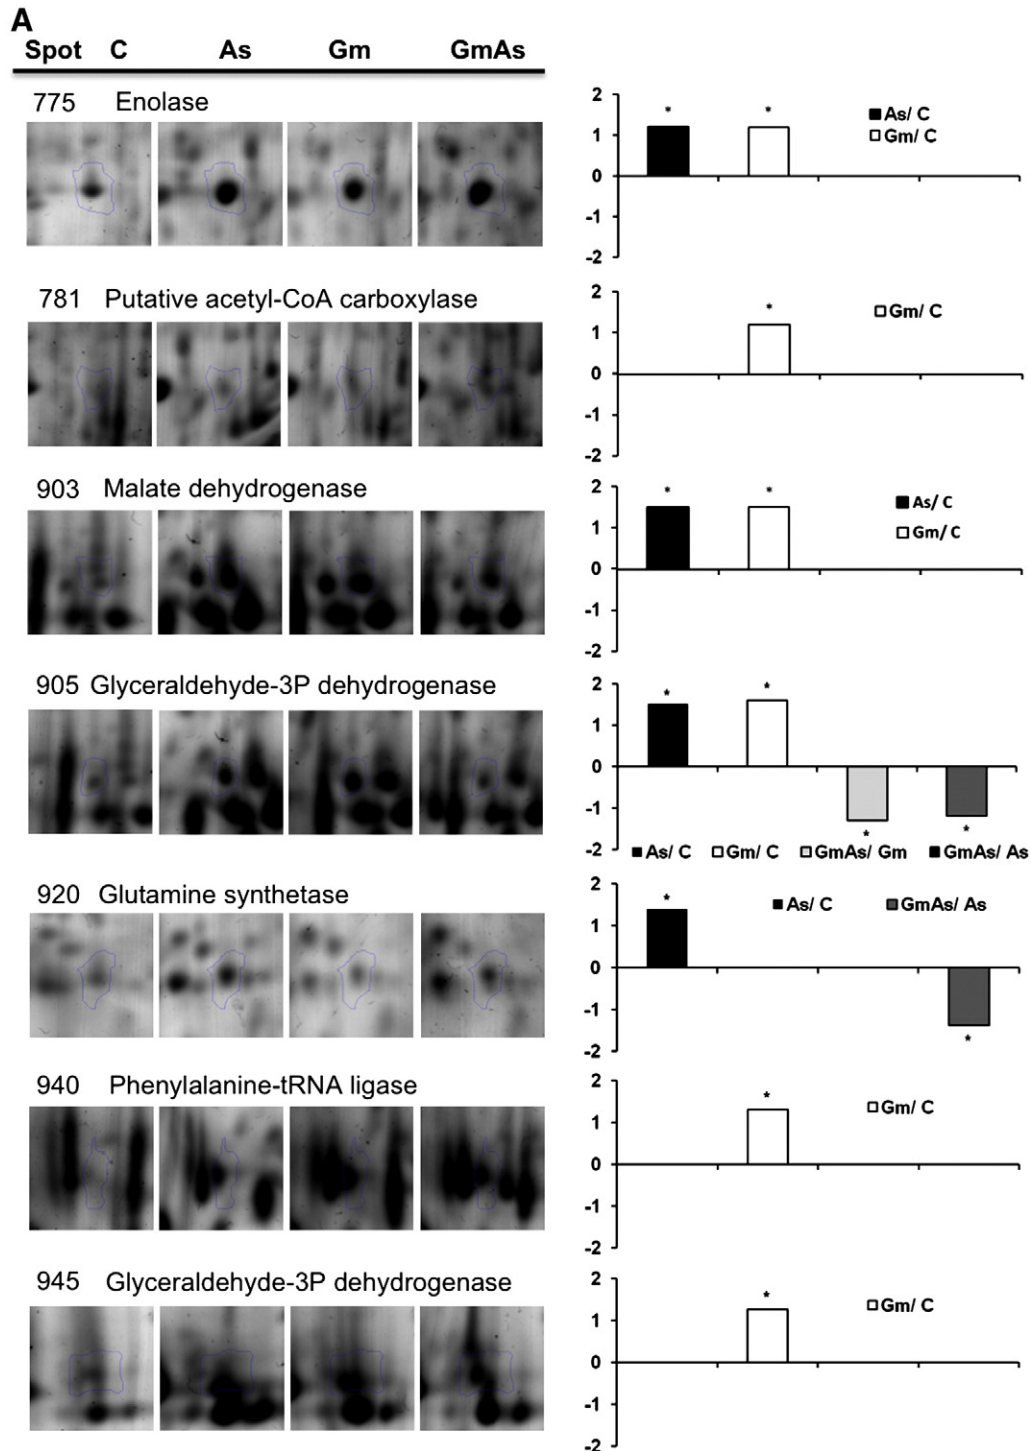 A
Spot C As Gm GmAs
775 Enolase
2
1
0
-1
-2
*
*
As/ C
Gm/ C
781 Putative acetyl-CoA carboxylase
2
1
0
-1
-2
*
Gm/ C
903 Malate dehydrogenase
2
1
0
-1
-2
*
*
As/ C
Gm/ C
905 Glyceraldehyde-3P dehydrogenase
2
1
0
-1
-2
*
*
*
*
As/ C Gm/ C GmAs/ Gm GmAs/ As
920 Glutamine synthetase
2
1
0
-1
-2
*
*
As/ C GmAs/ As
940 Phenylalanine-tRNA ligase
2
1
0
-1
-2
*
Gm/ C
945 Glyceraldehyde-3P dehydrogenase
2
1
0
-1
-2
*
Gm/ C